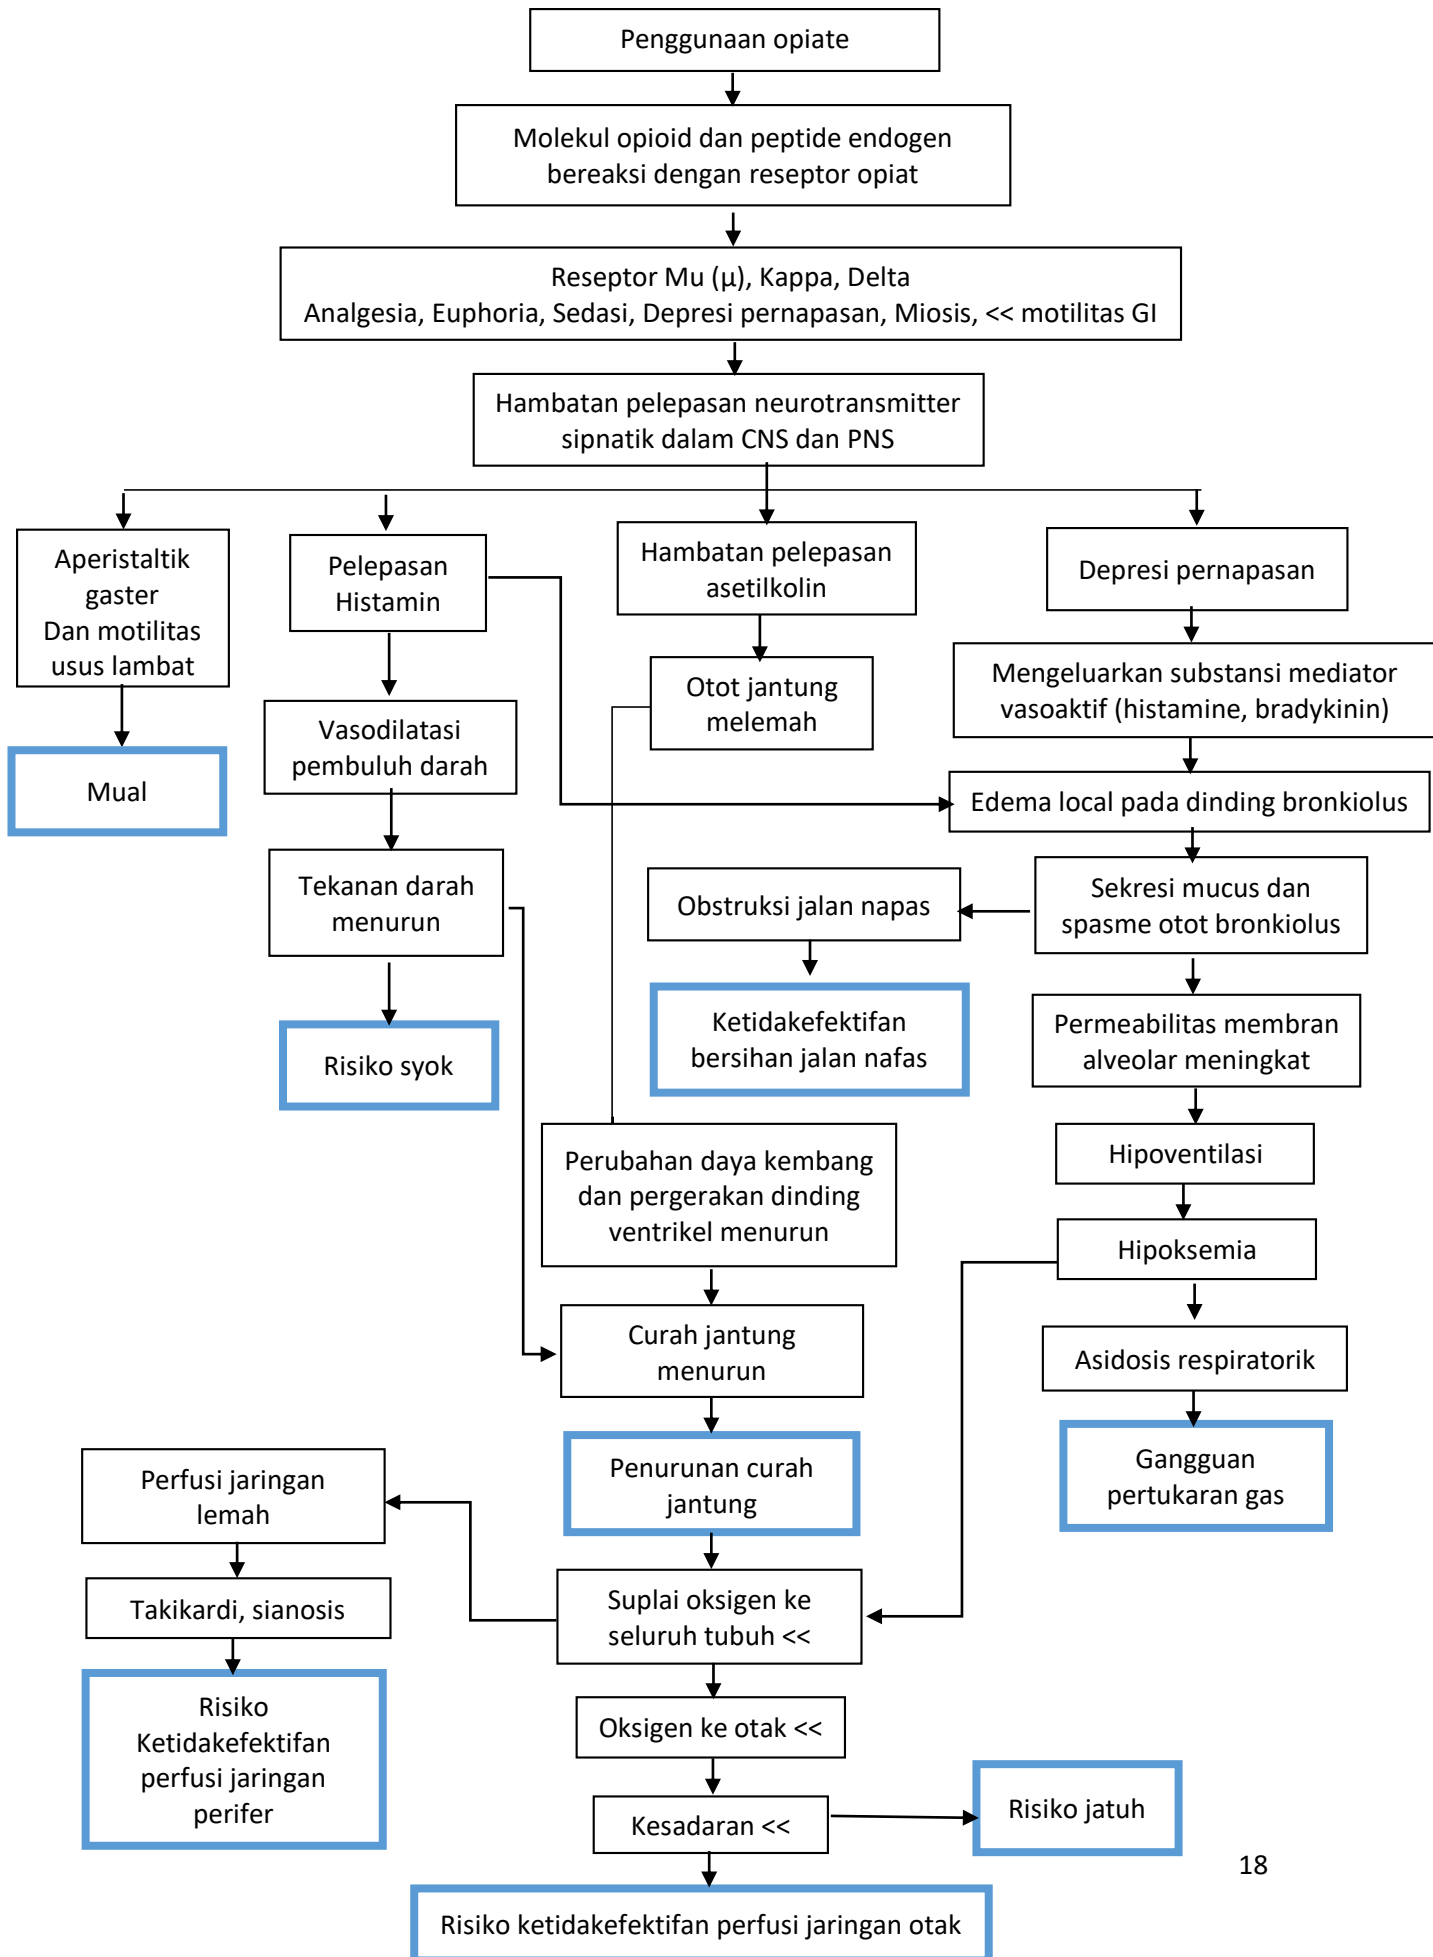 Penggunaan opiate
Molekul opioid dan peptide endogen
bereaksi dengan reseptor opiat
Reseptor Mu (µ), Kappa, Delta
Analgesia, Euphoria, Sedasi, Depresi pernapasan, Miosis, << motilitas GI
Hambatan pelepasan neurotransmitter
sipnatik dalam CNS dan PNS
Aperistaltik
gaster
Dan motilitas
usus lambat
Mual
Pelepasan
Histamin
Vasodilatasi
pembuluh darah
Tekanan darah
menurun
Risiko syok
Hambatan pelepasan
asetilkolin
Otot jantung
melemah
Depresi pernapasan
Mengeluarkan substansi mediator
vasoaktif (histamine, bradykinin)
Edema local pada dinding bronkiolus
Sekresi mucus dan
spasme otot bronkiolus
Obstruksi jalan napas
Ketidakefektifan
bersihan jalan nafas
Permeabilitas membran
alveolar meningkat
Hipoventilasi
Hipoksemia
Asidosis respiratorik
Gangguan
pertukaran gas
Perubahan daya kembang
dan pergerakan dinding
ventrikel menurun
Curah jantung
menurun
Penurunan curah
jantung
Suplai oksigen ke
seluruh tubuh <<
Perfusi jaringan
lemah
Takikardi, sianosis
Risiko
Ketidakefektifan
perfusi jaringan
perifer
Oksigen ke otak <<
Kesadaran <<
Risiko jatuh
Risiko ketidakefektifan perfusi jaringan otak
18